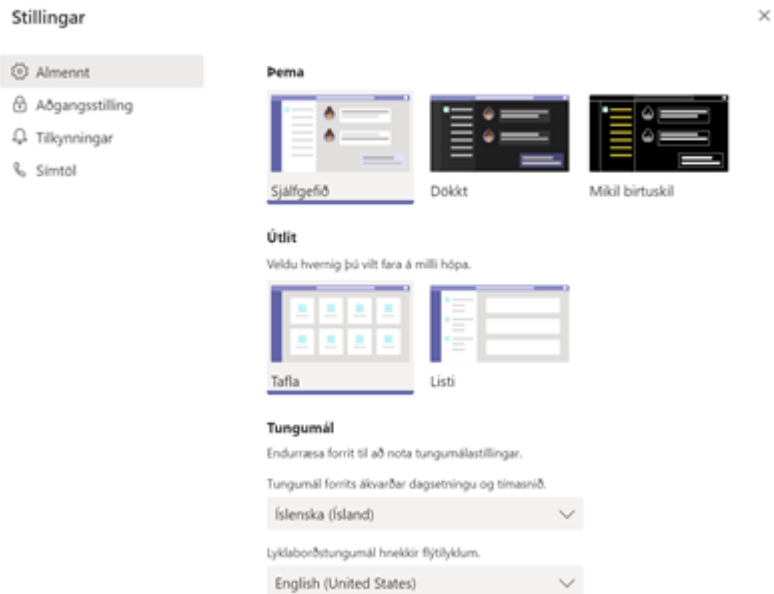 Stillingar
Almennt
Aðgangsstilling
Tilkynningar
Símtöl
Þema
Sjálfgefið
Dökkt
Mikil birtuskil
Útlit
Veldu hvernig þú vilt fara á milli hópa.
Tafla
Listi
Tungumál
Endurræsa forrit til að nota tungumálastillingar.
Tungumál forrits ákvarðar dagsetningu og tímasnið.
Íslenska (Ísland)
Lyklaborðstungumál hnekkir flýtilyklum.
English (United States)